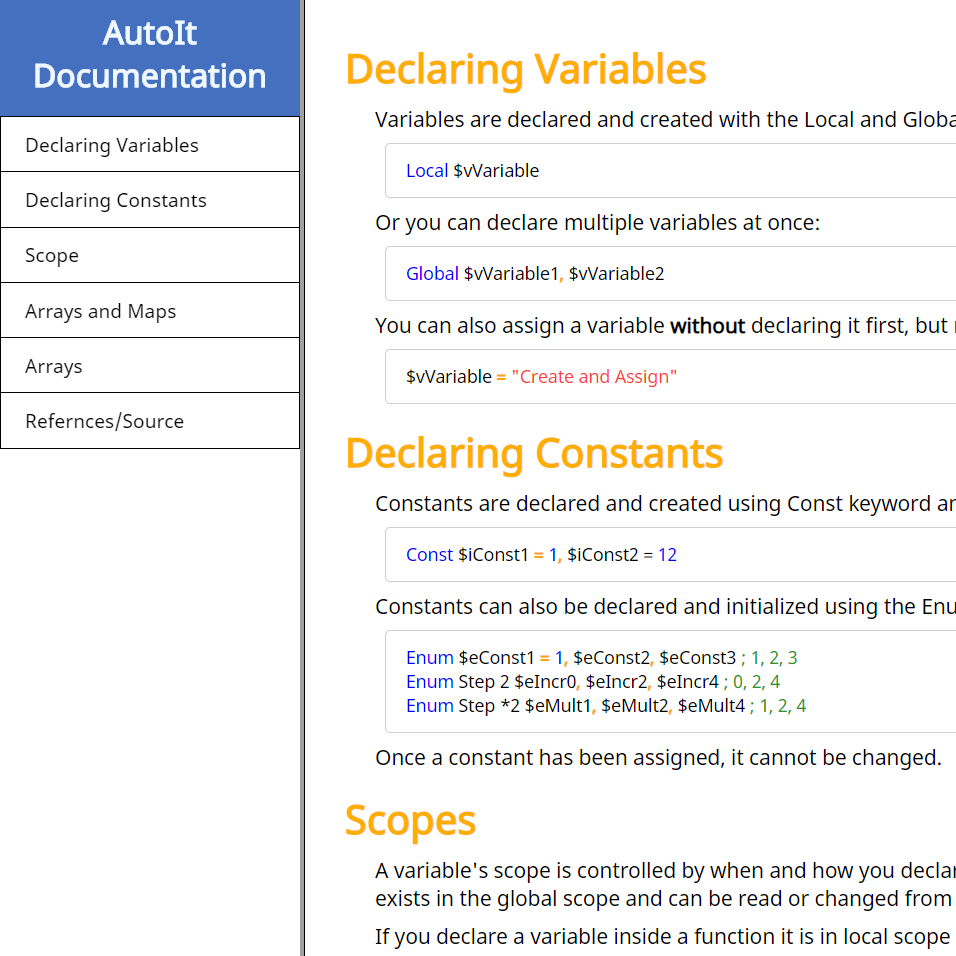 AutoIt
Documentation
Declaring Variables
Declaring Constants
Scope
Arrays and Maps
Arrays
Refernces/Source
Declaring Variables
Variables are declared and created with the Local and Globa
Local $vVariable
Or you can declare multiple variables at once:
Global $vVariable1, $vVariable2
You can also assign a variable without declaring it first, but
$vVariable = "Create and Assign"
Declaring Constants
Constants are declared and created using Const keyword ar
Const $iConst1 = 1, $iConst2 = 12
Constants can also be declared and initialized using the Enu
Enum $eConst1 = 1, $eConst2, $eConst3 ; 1, 2, 3
Enum Step 2 $eIncr0, $eIncr2, $eIncr4 ; 0, 2, 4
Enum Step *2 $eMult1, $eMult2, $eMult4 ; 1, 2, 4
Once a constant has been assigned, it cannot be changed.
Scopes
A variable's scope is controlled by when and how you declar
exists in the global scope and can be read or changed from
If you declare a variable inside a function it is in local scope